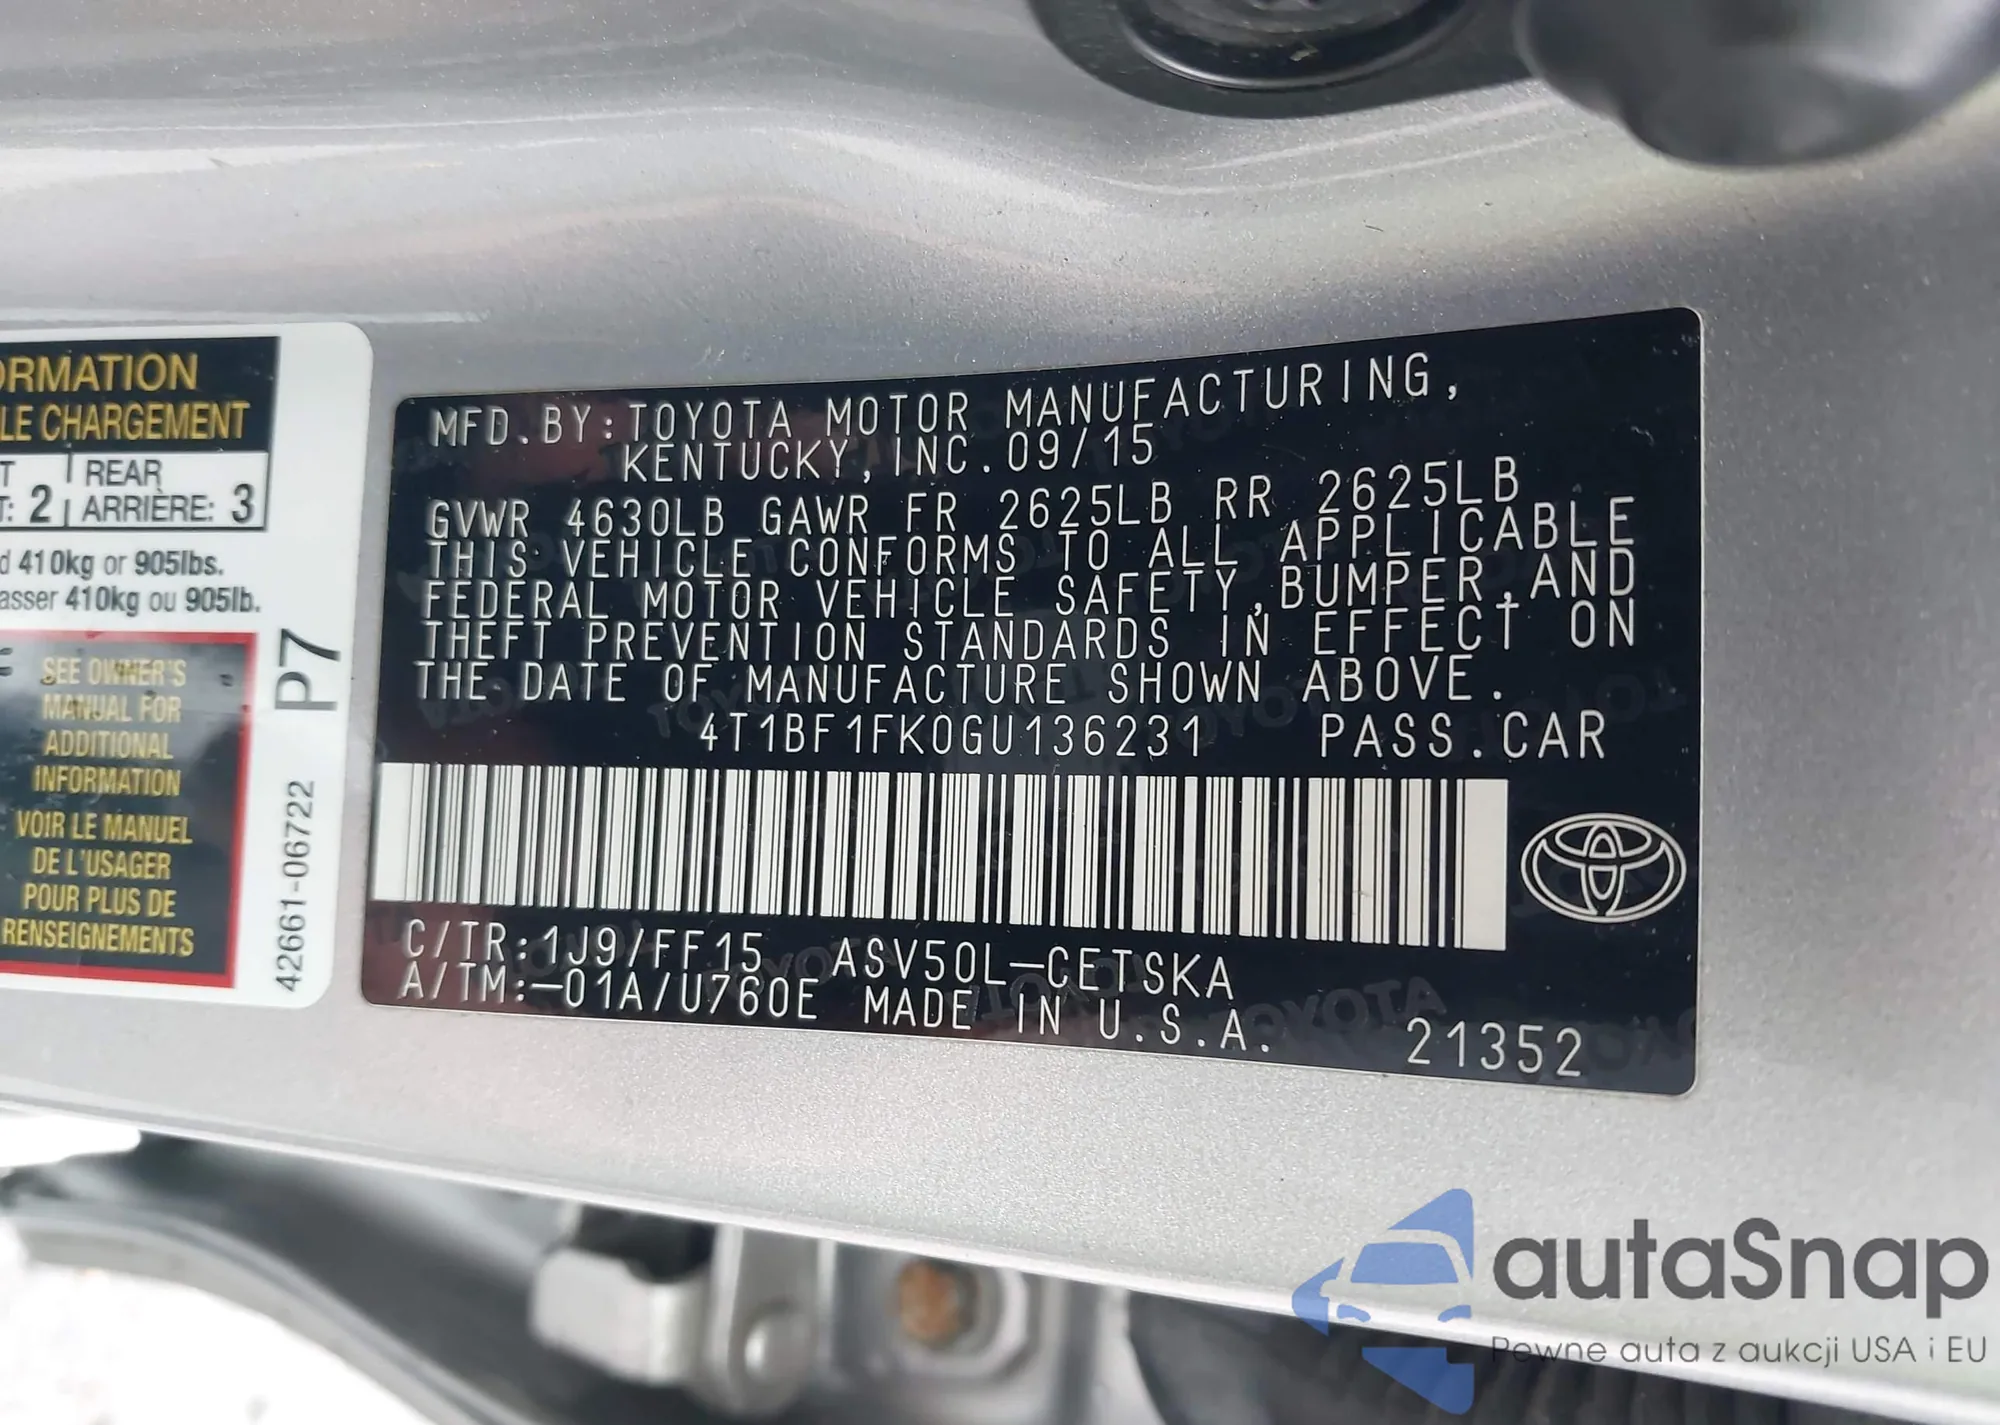 ORMATION
LE CHARGEMENT
T REAR
T: 2 ARRIÈRE: 3
d 410kg or 905lbs.
asser 410kg ou 905lb.
SEE OWNER'S
MANUAL FOR
ADDITIONAL
INFORMATION
VOIR LE MANUEL
DE L'USAGER
POUR PLUS DE
RENSEIGNEMENTS
P7
42661-06722
MFD.BY:TOYOTA MOTOR MANUFACTURING,
KENTUCKY,INC.09/15
GVWR 4630LB GAWR FR 2625LB RR 2625LB
THIS VEHICLE CONFORMS TO ALL APPLICABLE
FEDERAL MOTOR VEHICLE SAFETY,BUMPER,AND
THEFT PREVENTION STANDARDS IN EFFECT ON
THE DATE OF MANUFACTURE SHOWN ABOVE.
4T1BF1FK0GU136231 PASS.CAR
C/TR:1J9/FF15 ASV50L-CETSKA
A/TM:-01A/U760E MADE IN U.S.A. 21352
autaSnap
Pewne auta z aukcji USA i EU